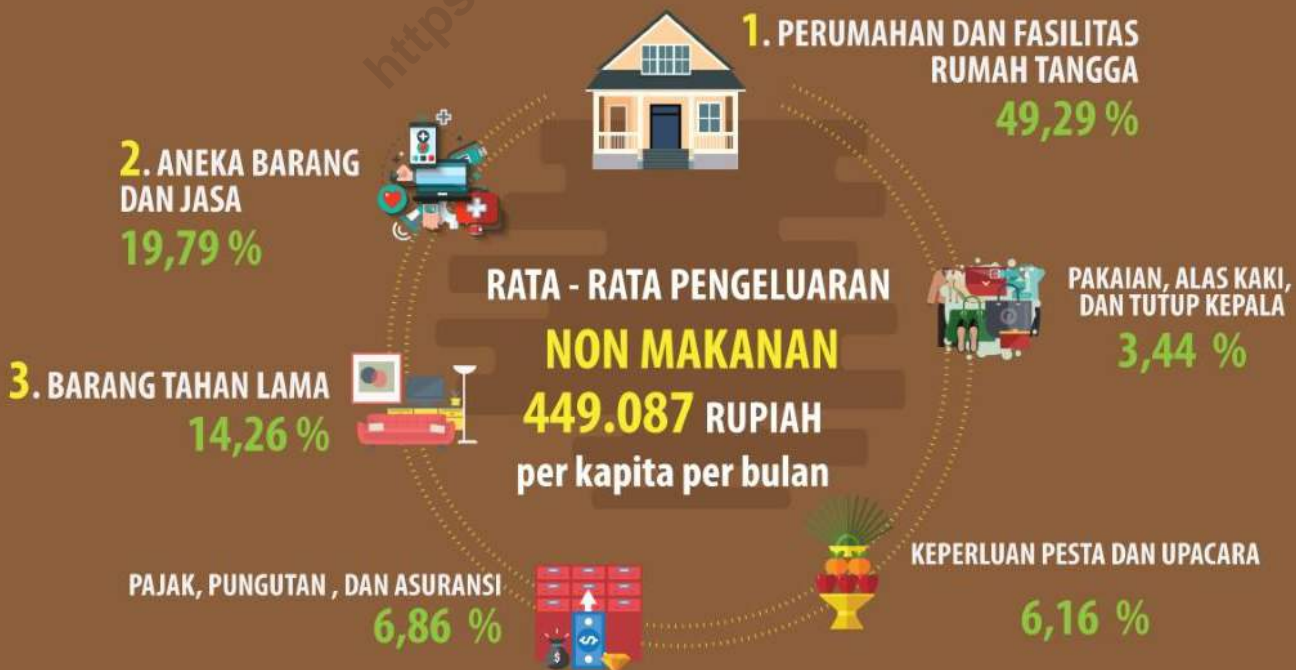 https
1. PERUMAHAN DAN FASILITAS
RUMAH TANGGA
49,29 %
2. ANEKA BARANG
DAN JASA
19,79 %
RATA - RATA PENGELUARAN
NON MAKANAN
449.087 RUPIAH
per kapita per bulan
PAKAIAN, ALAS KAKI,
DAN TUTUP KEPALA
3,44 %
3. BARANG TAHAN LAMA
14,26 %
KEPERLUAN PESTA DAN UPACARA
6,16 %
PAJAK, PUNGUTAN , DAN ASURANSI
6,86 %